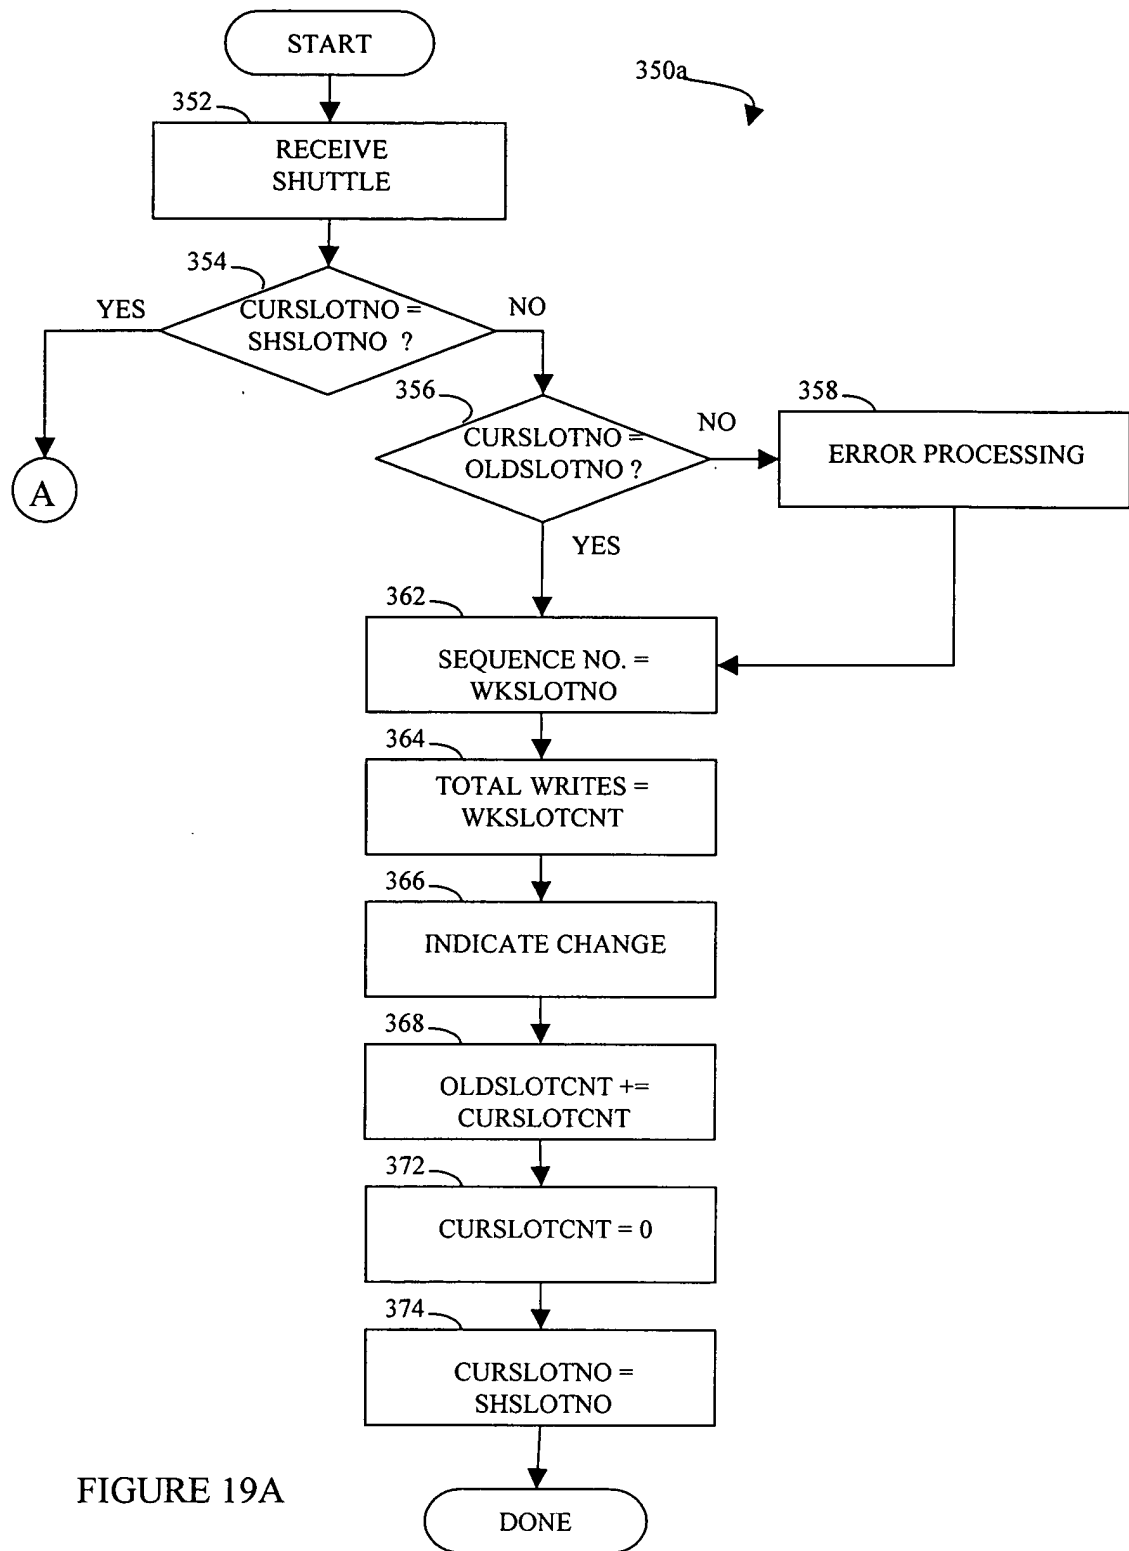 START
350a
352
RECEIVE
SHUTTLE
354
YES
CURSLOTNO =
SHSLOTNO ?
NO
356
CURSLOTNO =
OLDSLOTNO ?
NO
358
ERROR PROCESSING
A
YES
362
SEQUENCE NO. =
WKSLOTNO
364
TOTAL WRITES =
WKSLOTCNT
366
INDICATE CHANGE
368
OLDSLOTCNT +=
CURSLOTCNT
372
CURSLOTCNT = 0
374
CURSLOTNO =
SHSLOTNO
FIGURE 19A
DONE